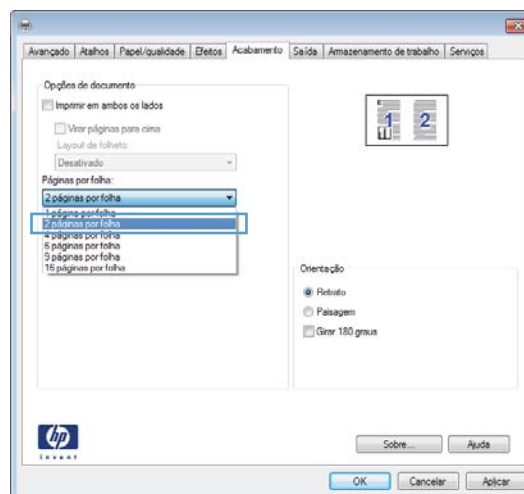 Avançado Atalhos Papel/qualidade Efeitos Acabamento Saída Armazenamento de trabalho Serviços
Opções de documento
Imprimir em ambos os lados
Virar páginas para cima
Layout de folheto:
Desativado
Páginas por folha:
2 páginas por folha
1 página por folha
2 páginas por folha
4 páginas por folha
6 páginas por folha
9 páginas por folha
16 páginas por folha
1 2
Orientação
Retrato
Paisagem
Girar 180 graus
hp
invent
Sobre... Ajuda
OK Cancelar Aplicar